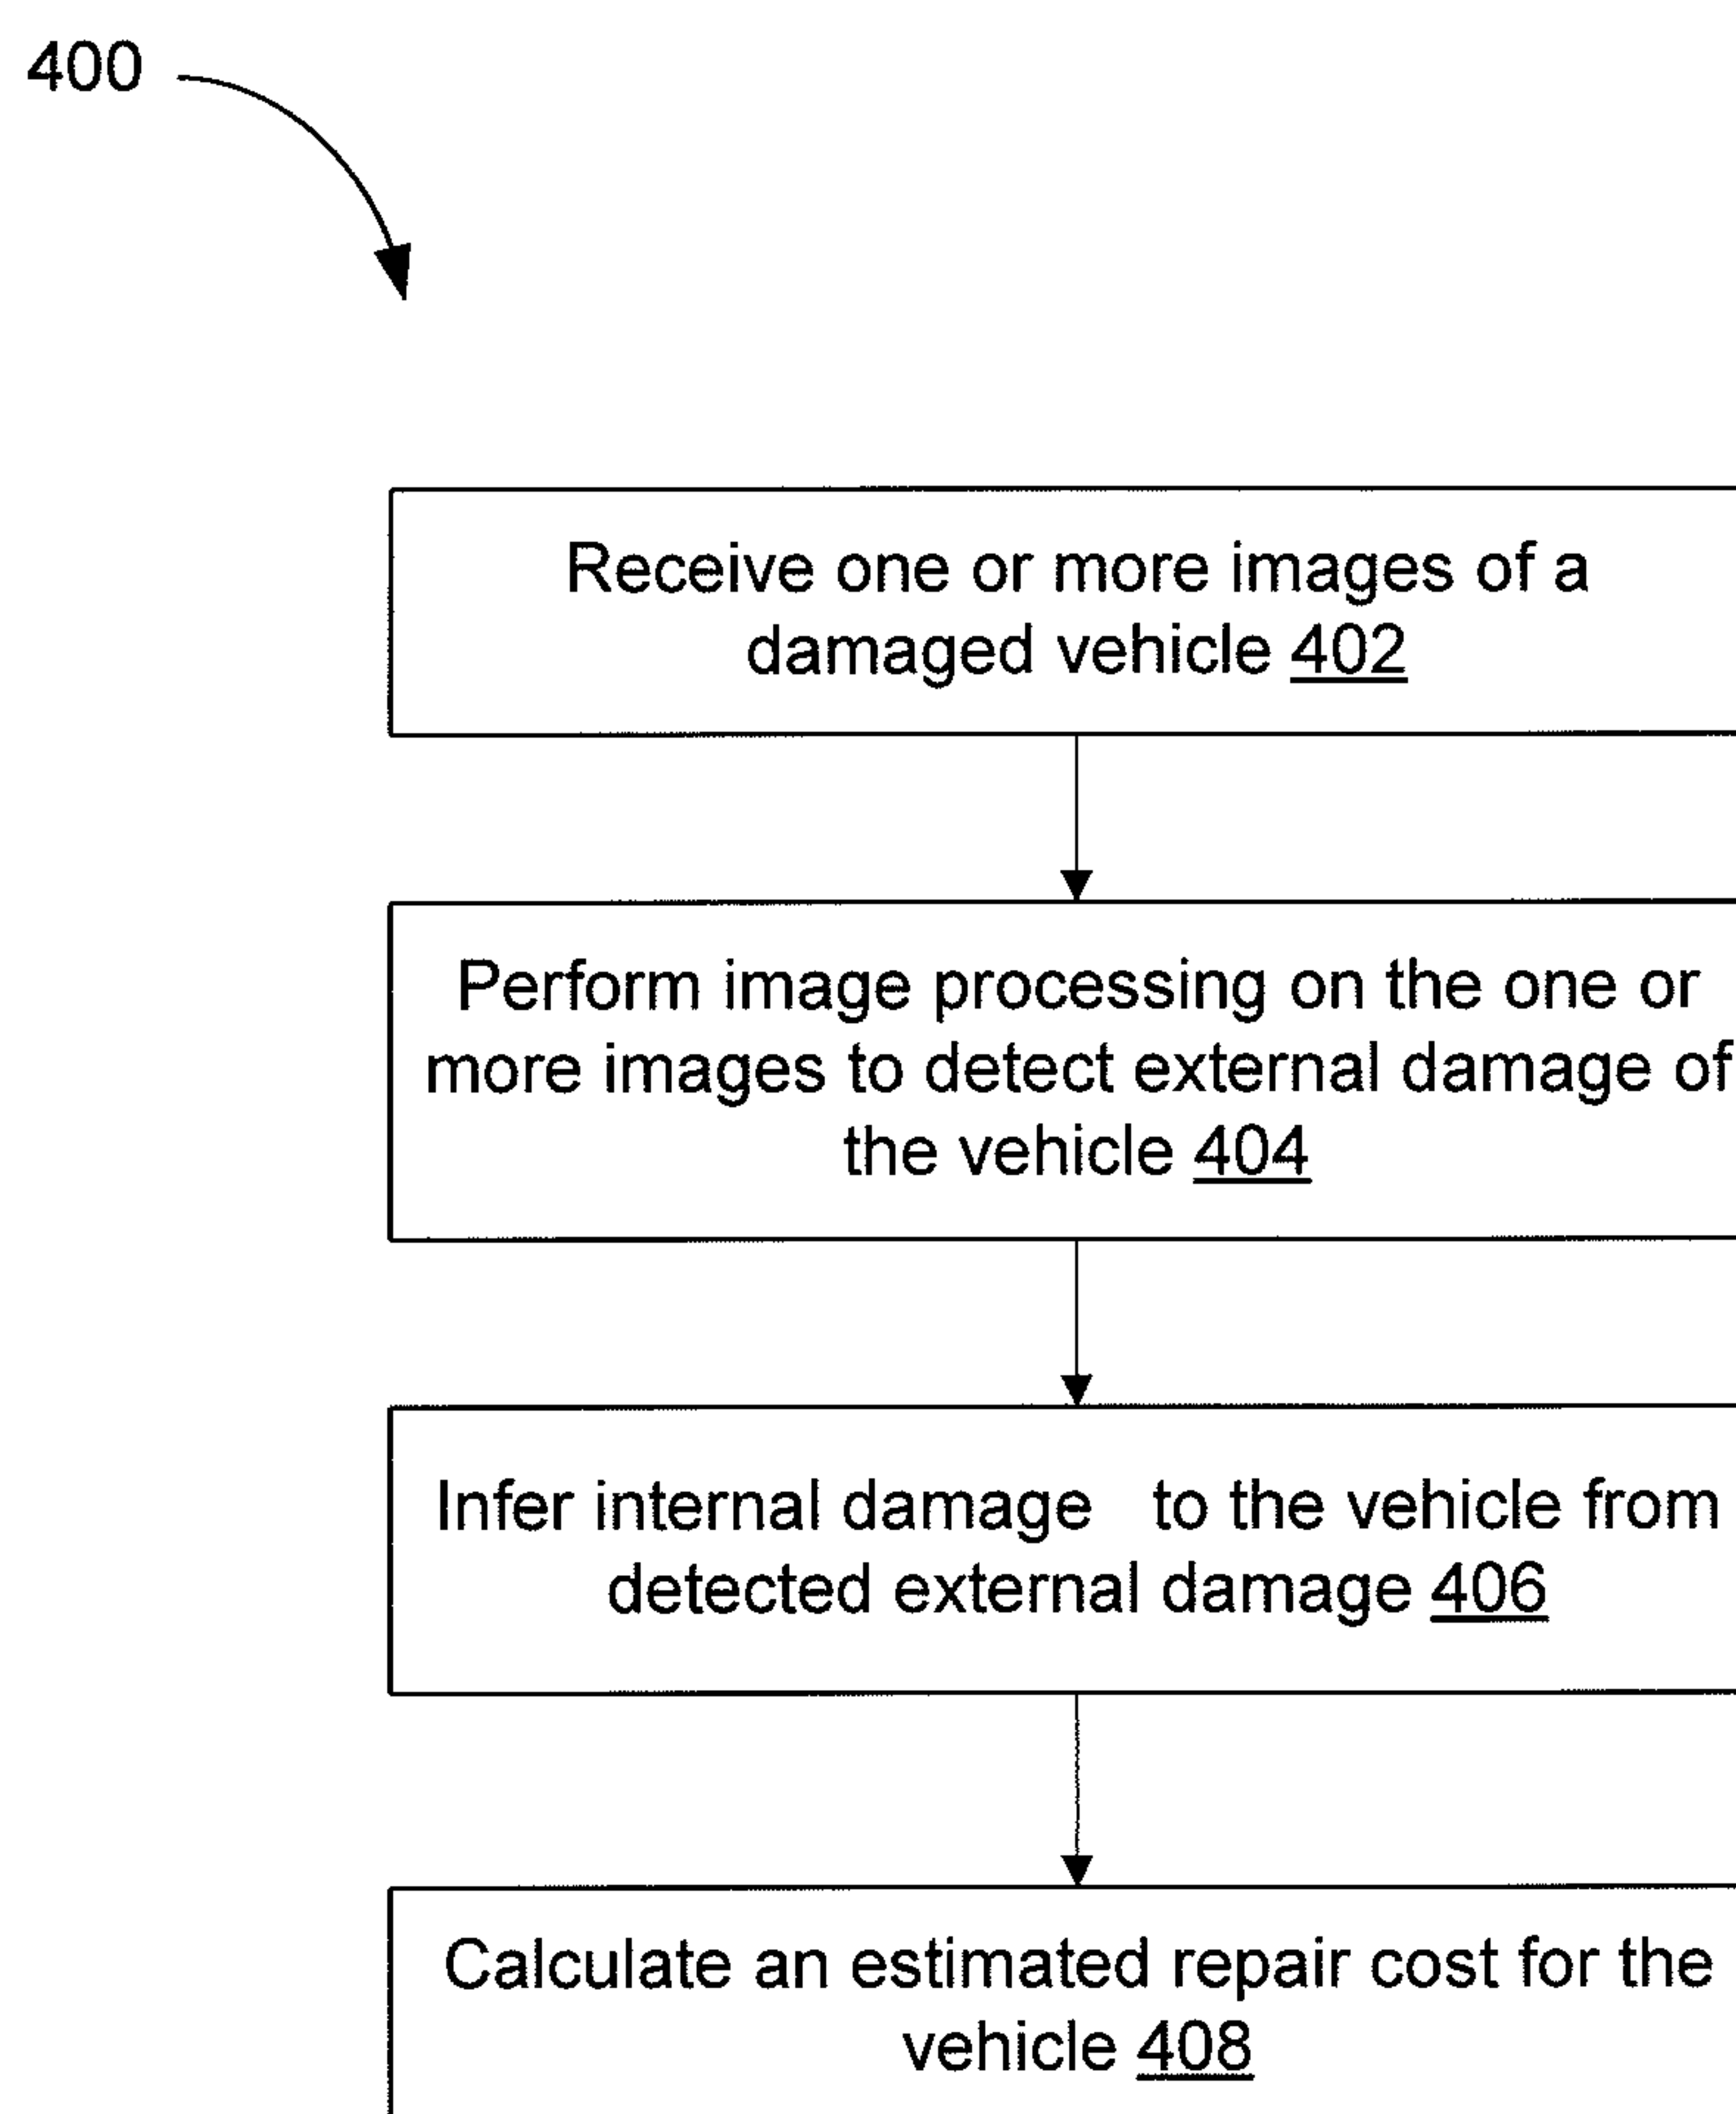 400
Receive one or more images of a
damaged vehicle 402
Perform image processing on the one or
more images to detect external damage of
the vehicle 404
Infer internal damage to the vehicle from
detected external damage 406
Calculate an estimated repair cost for the
vehicle 408